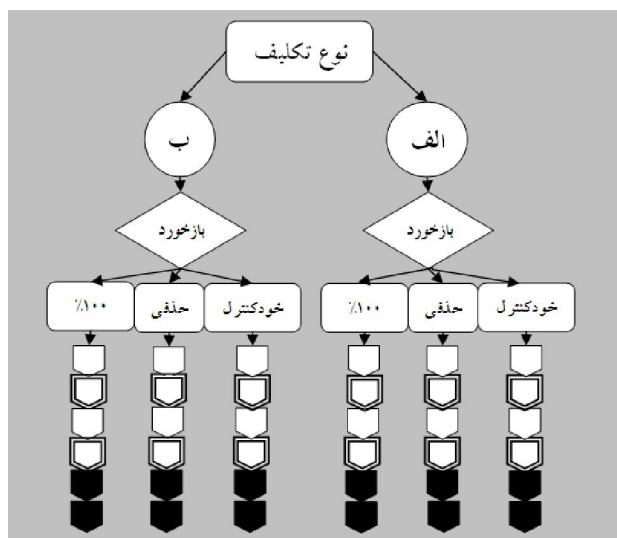 نوع تکلیف
الف
ب
بازخورد
بازخورد
خودکنترل
حذفی
٪۱۰۰
خودکنترل
حذفی
٪۱۰۰